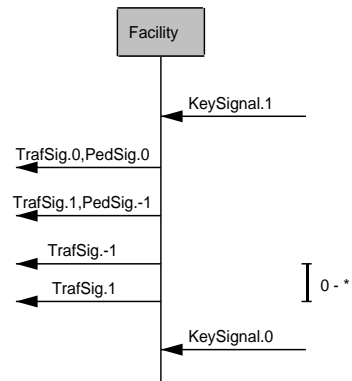 Facility
KeySignal.1
TrafSig.0,PedSig.0
TrafSig.1,PedSig.-1
TrafSig.-1
0 - *
TrafSig.1
KeySignal.0